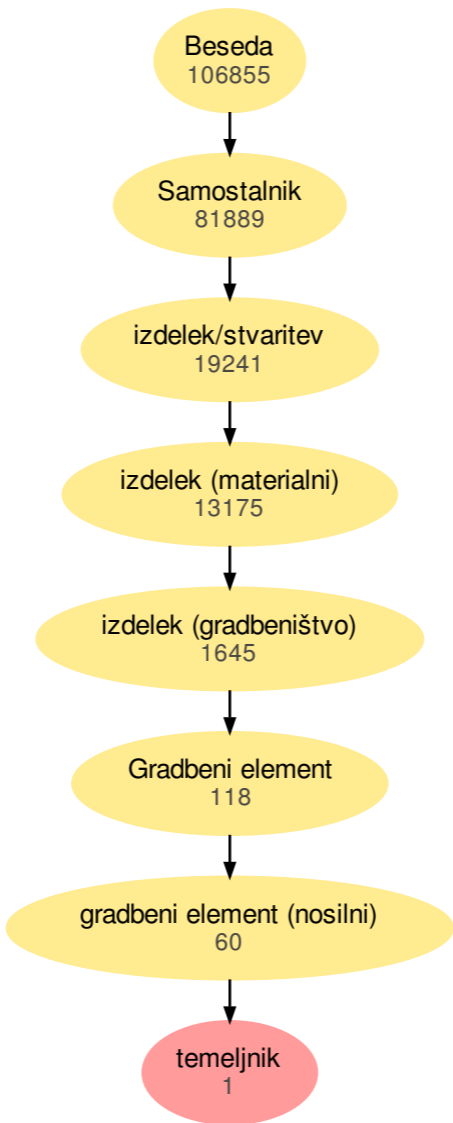 Beseda
106855
Samostalnik
81889
izdelek/stvaritev
19241
izdelek (materialni)
13175
izdelek (gradbeništvo)
1645
Gradbeni element
118
gradbeni element (nosilni)
60
temeljnik
1